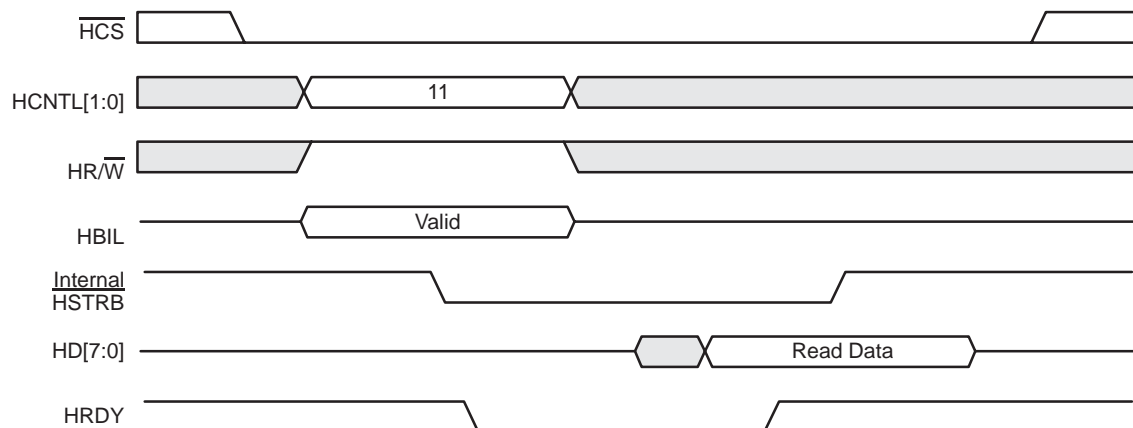 HCS
HCNTL[1:0]
11
HR/W
HBIL
Valid
Internal
HSTRB
HD[7:0]
Read Data
HRDY